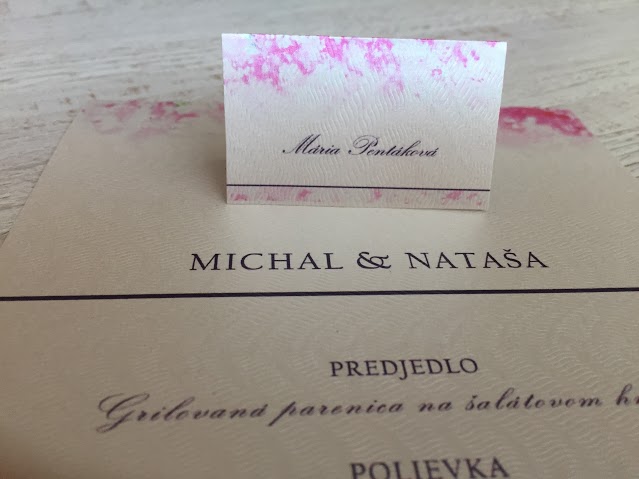 Mária Pentáková
MICHAL & NATAŠA
PREDJEDLO
Grilovaná parenica na šalátovom
POLIEVKA